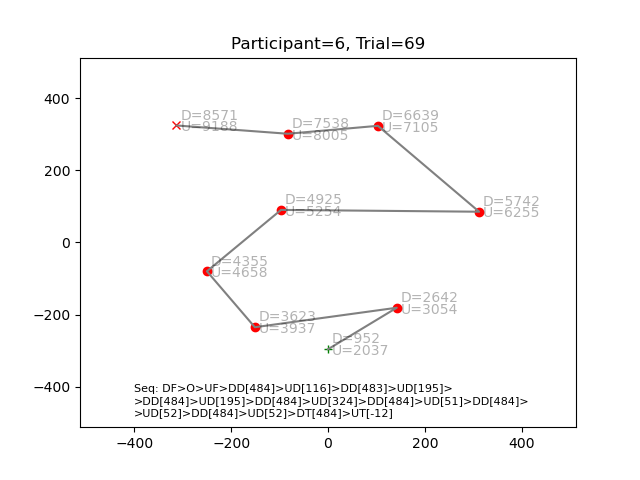 Participant=6, Trial=69
400
200
0
−200
−400
D=8571
U=9188
D=7538
U=8005
D=6639
U=7105
D=5742
U=6255
D=4925
U=5254
D=4355
U=4658
D=2642
U=3054
D=3623
U=3937
D=952
U=2037
Seq: DF>O>UF>DD[484]>UD[116]>DD[483]>UD[195]>
>DD[484]>UD[195]>DD[484]>UD[324]>DD[484]>UD[51]>DD[484]>
>UD[52]>DD[484]>UD[52]>DT[484]>UT[-12]
−400 −200 0 200 400